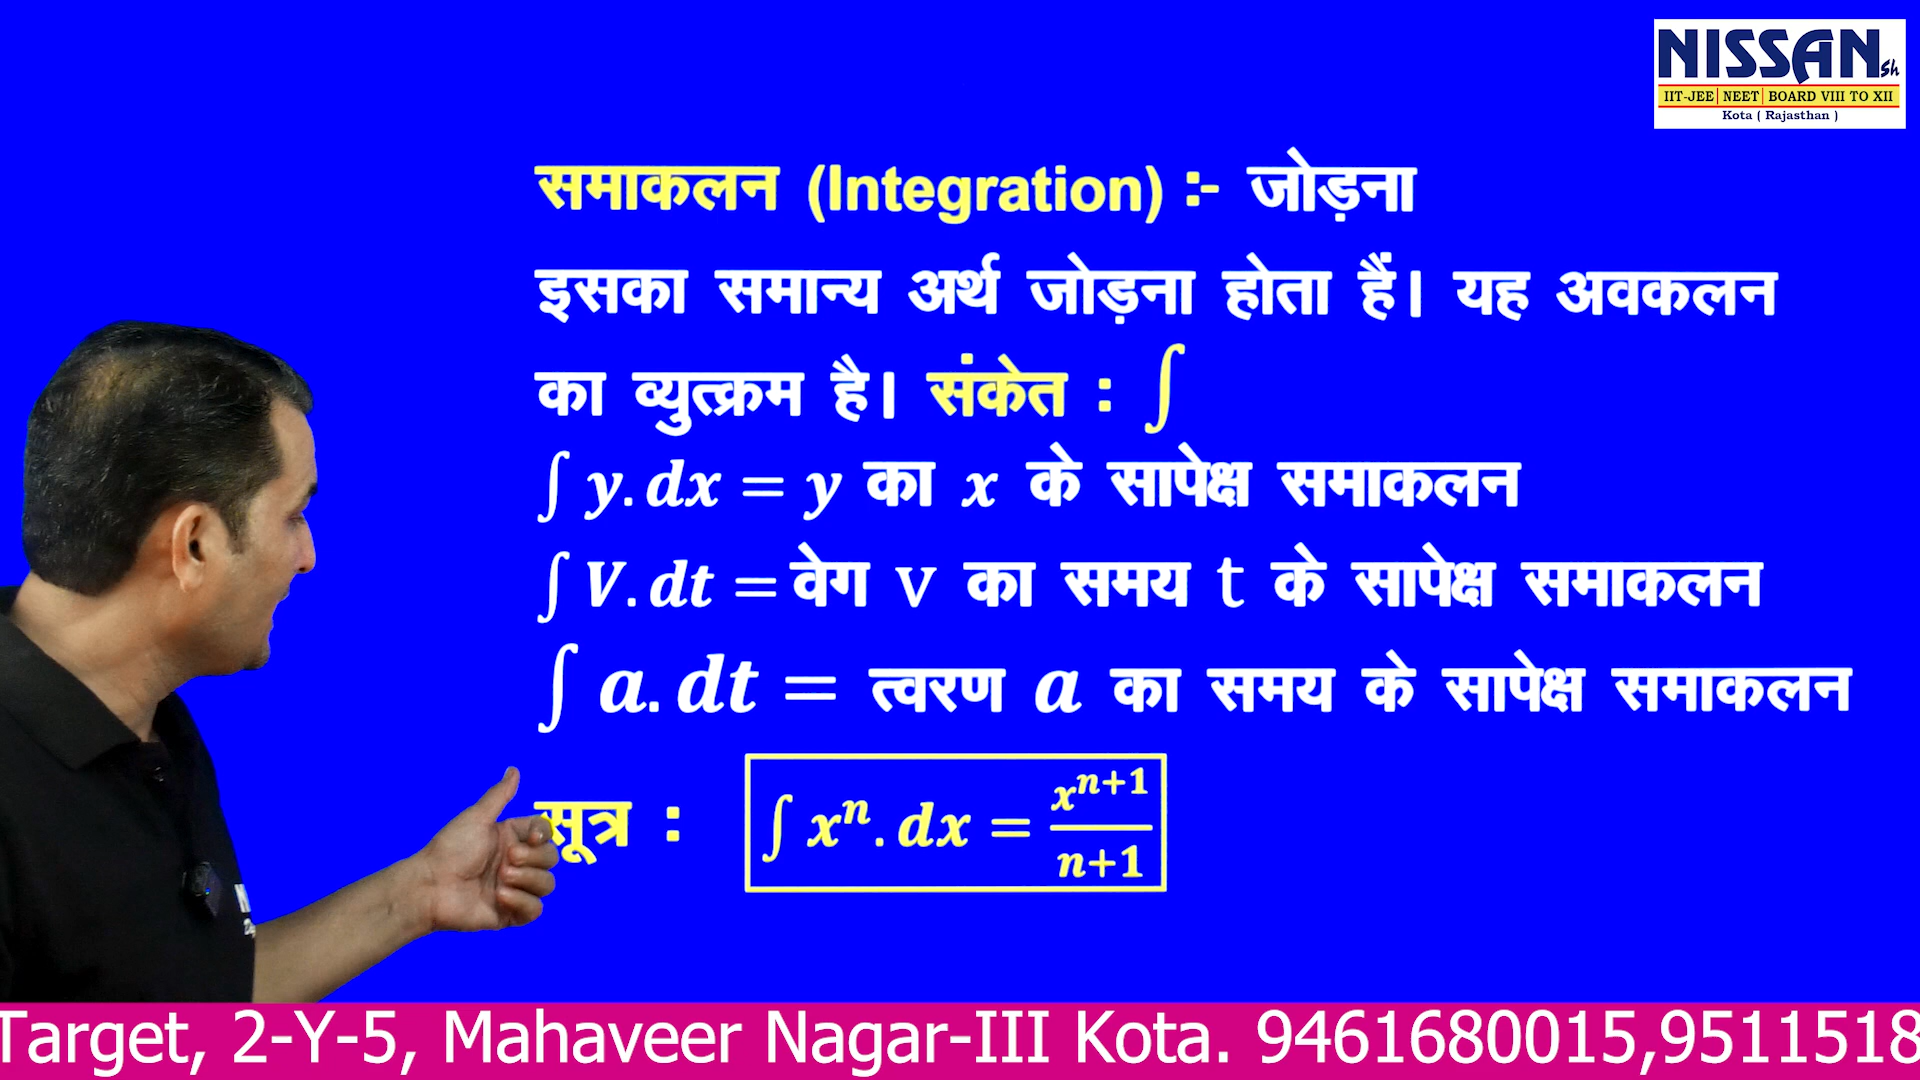 NISSANSh
IIT-JEE| NEET| BOARD VIII TO XII
Kota ( Rajasthan )
समाकलन (Integration) :- जोड़ना
इसका समान्य अर्थ जोड़ना होता हैं। यह अवकलन
का व्युत्क्रम है। संकेत : ∫
∫ y. dx = y का x के सापेक्ष समाकलन
∫ V. dt = वेग v का समय t के सापेक्ष समाकलन
∫ a. dt = त्वरण a का समय के सापेक्ष समाकलन
सूत्र : ∫ xⁿ. dx = xⁿ⁺¹/n+1
Target, 2-Y-5, Mahaveer Nagar-III Kota. 9461680015,9511518